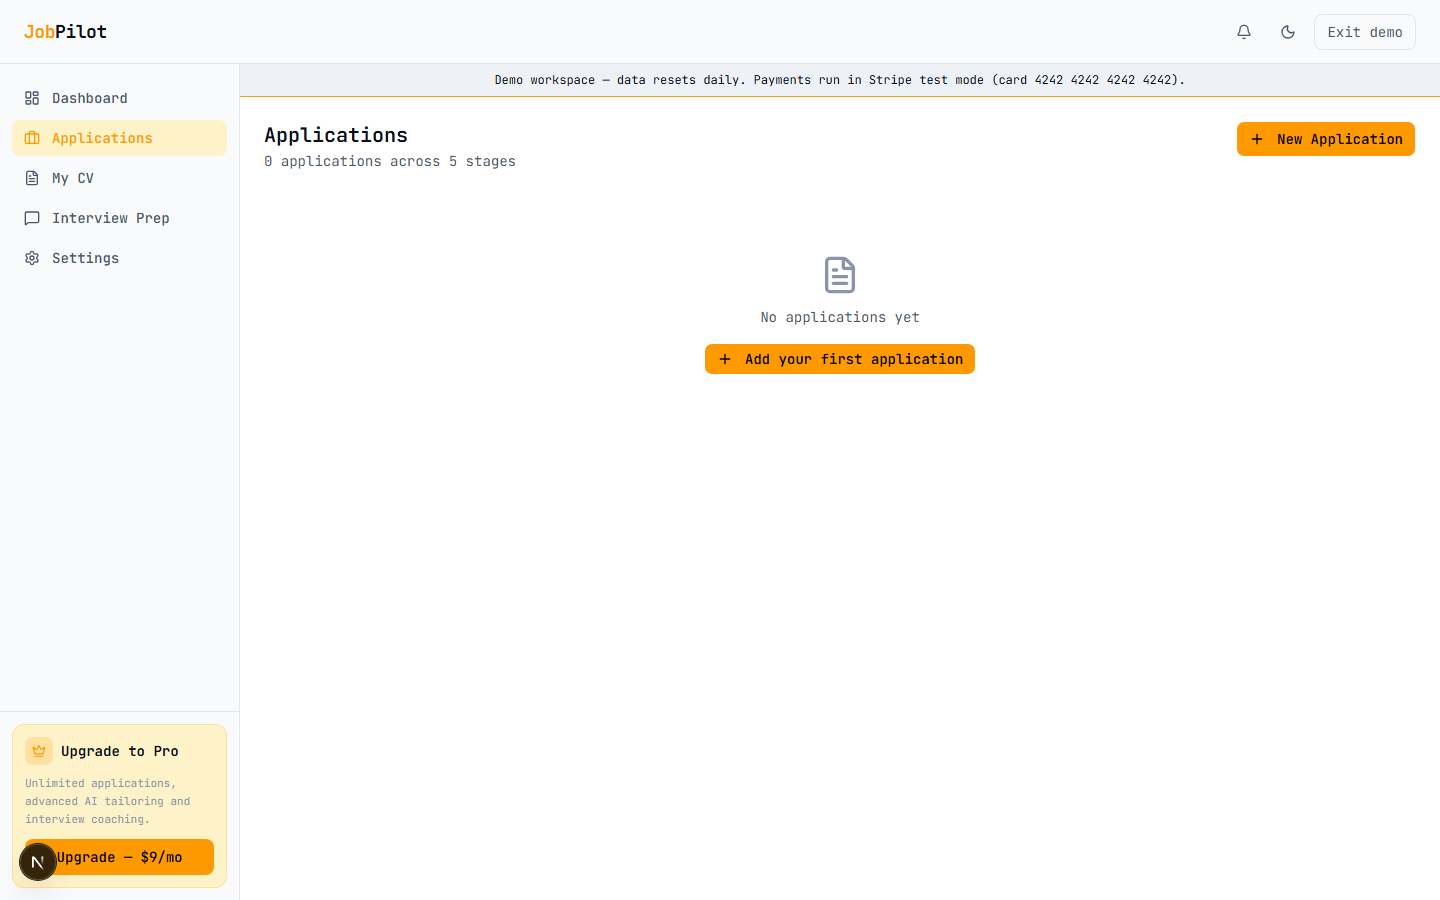 JobPilot
Exit demo
Dashboard
Applications
My CV
Interview Prep
Settings
Demo workspace — data resets daily. Payments run in Stripe test mode (card 4242 4242 4242 4242).
Applications
0 applications across 5 stages
+ New Application
No applications yet
+ Add your first application
Upgrade to Pro
Unlimited applications,
advanced AI tailoring and
interview coaching.
Upgrade — $9/mo
N